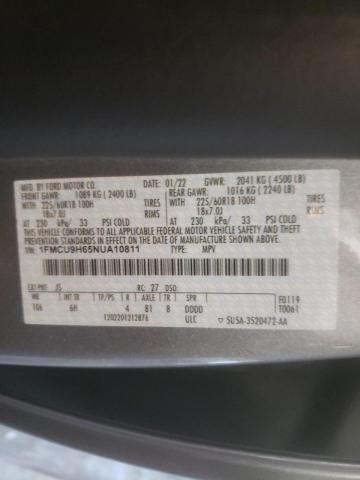 MFD. BY FORD MOTOR CO. 01/22 GVWR: 2041 KG (4500 LB)
FRONT GAWR: 1089 KG (2400 LB) REAR GAWR: 1016 KG (2240 LB)
WITH TIRES WITH TIRES
225/60R18 100H 225/60R18 100H
18x7.0J RIMS 18x7.0J RIMS
AT 230 kPa/ 33 PSI COLD AT 230 kPa/ 33 PSI COLD
THIS VEHICLE CONFORMS TO ALL APPLICABLE FEDERAL MOTOR VEHICLE SAFETY AND THEFT PREVENTION STANDARDS IN EFFECT ON THE DATE OF MANUFACTURE SHOWN ABOVE.
VIN: 1FMCU9H65NUA10811 TYPE: MPV
EXT PNT: JS RC: 27 DSO:
WB INT TR TP/PS R AXLE TR SPR
106 6H 4 81 8 DDDD
F0119
T0061
1202201212876 ULC 5U5A-3520472-AA